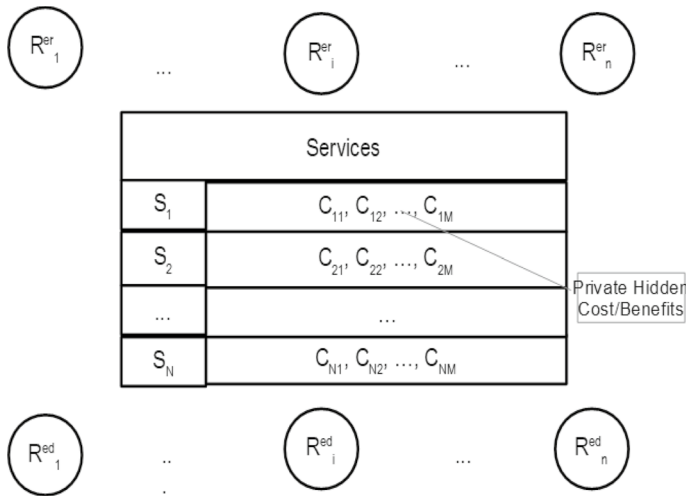 R^er_1 ... R^er_i ... R^er_n
Services
S_1 C_11, C_12, ..., C_1M
S_2 C_21, C_22, ..., C_2M
... ...
S_N C_N1, C_N2, ..., C_NM
Private Hidden
Cost/Benefits
R^ed_1 .. . R^ed_i ... R^ed_n